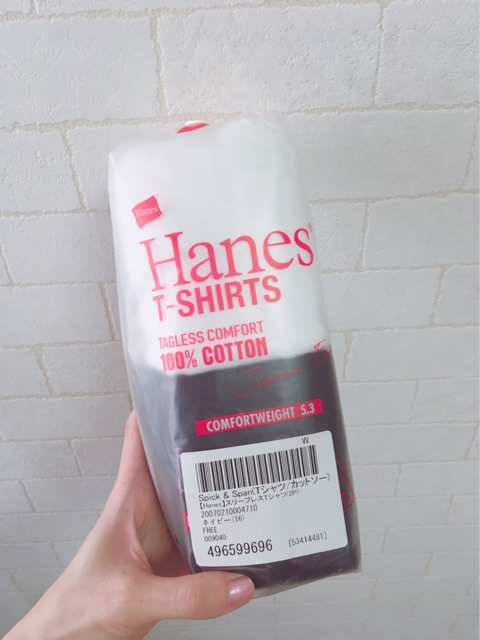 Hanes
Hanes®
T-SHIRTS
TAGLESS COMFORT
100% COTTON
COMFORTWEIGHT 5.3
W
Spick & Span(Tシャツ/カットソー)
【Hanes】スリーブレスTシャツ(2P)
20070210004710
ネイビー(16)
FREE
009040
496599696 [53414481]